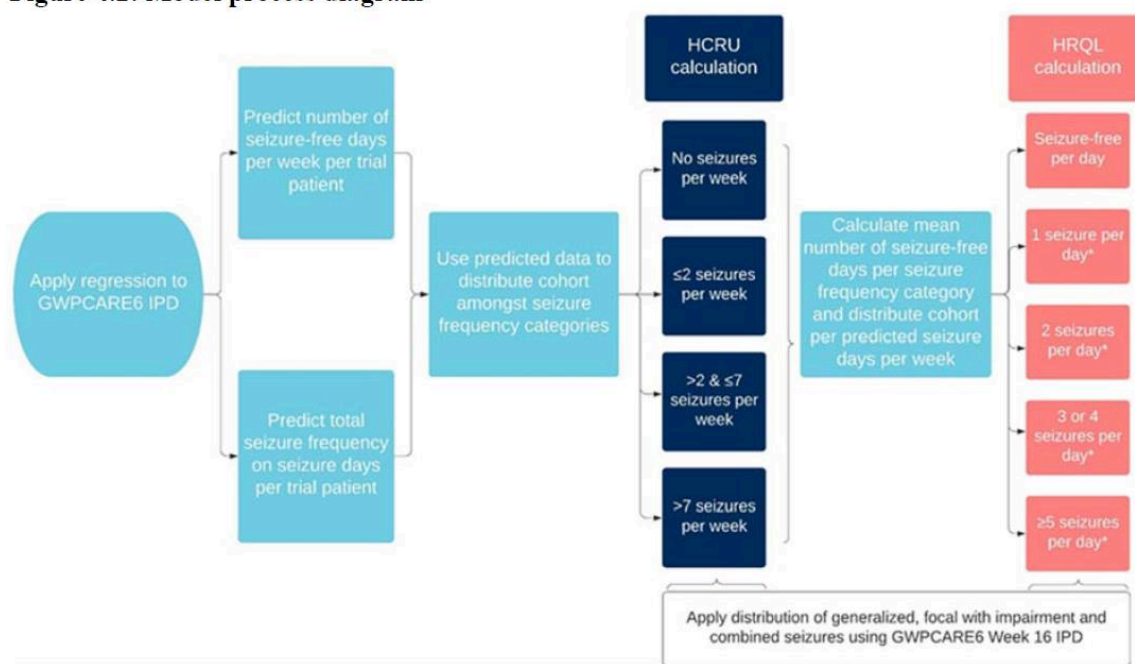 Figure
Model process diagram
HCRU
calculation
HRQL
calculation
Predict number of
seizure-free days
per week per trial
patient
No seizures
per week
Seizure-free
per day
Apply regression to
GWPCARE6 IPD
Use predicted data to
distribute cohort
amongst seizure
frequency categories
≤2 seizures
per week
Calculate mean
number of seizure-free
days per seizure
frequency category
and distribute cohort
per predicted seizure
days per week
1 seizure per
day*
2 seizures
per day*
Predict total
seizure frequency
on seizure days
per trial patient
>2 & ≤7
seizures per
week
3 or 4
seizures per
day*
>7 seizures
per week
≥5 seizures
per day*
Apply distribution of generalized, focal with impairment and
combined seizures using GWPCARE6 Week 16 IPD